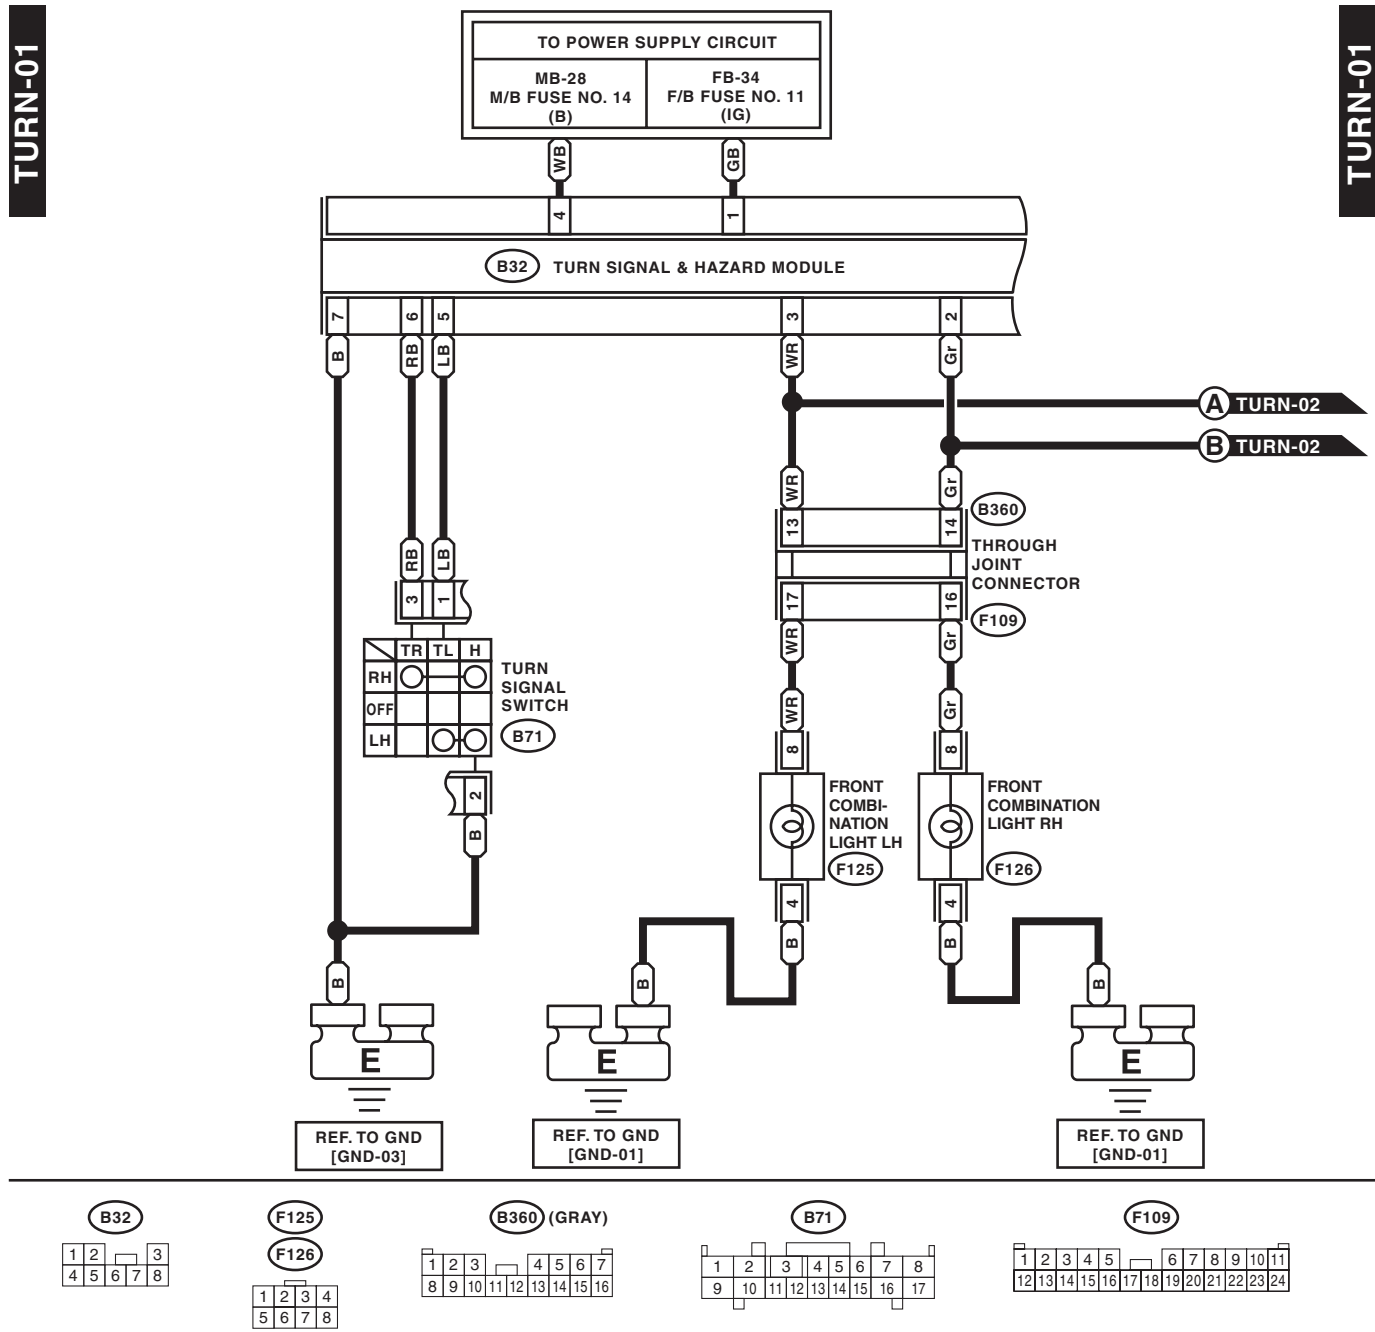 TURN-01
TURN-01
TO POWER SUPPLY CIRCUIT
MB-28
M/B FUSE NO. 14
(B)
FB-34
F/B FUSE NO. 11
(IG)
WB
GB
4
1
B32 TURN SIGNAL & HAZARD MODULE
7
6
5
3
2
B
RB
LB
WR
Gr
A TURN-02
B TURN-02
WR
Gr
13
14
B360
THROUGH
JOINT
CONNECTOR
17
16
F109
RB
LB
3
1
TR TL H
RH
OFF
LH
TURN
SIGNAL
SWITCH
B71
2
B
WR
Gr
WR
Gr
8
8
FRONT
COMBI-
NATION
LIGHT LH
F125
FRONT
COMBINATION
LIGHT RH
F126
4
4
B
B
B
B
B
E
E
E
REF. TO GND
[GND-03]
REF. TO GND
[GND-01]
REF. TO GND
[GND-01]
B32
1 2 3
4 5 6 7 8
F125
F126
1 2 3 4
5 6 7 8
B360 (GRAY)
1 2 3 4 5 6 7
8 9 10 11 12 13 14 15 16
B71
1 2 3 4 5 6 7 8
9 10 11 12 13 14 15 16 17
F109
1 2 3 4 5 6 7 8 9 10 11
12 13 14 15 16 17 18 19 20 21 22 23 24